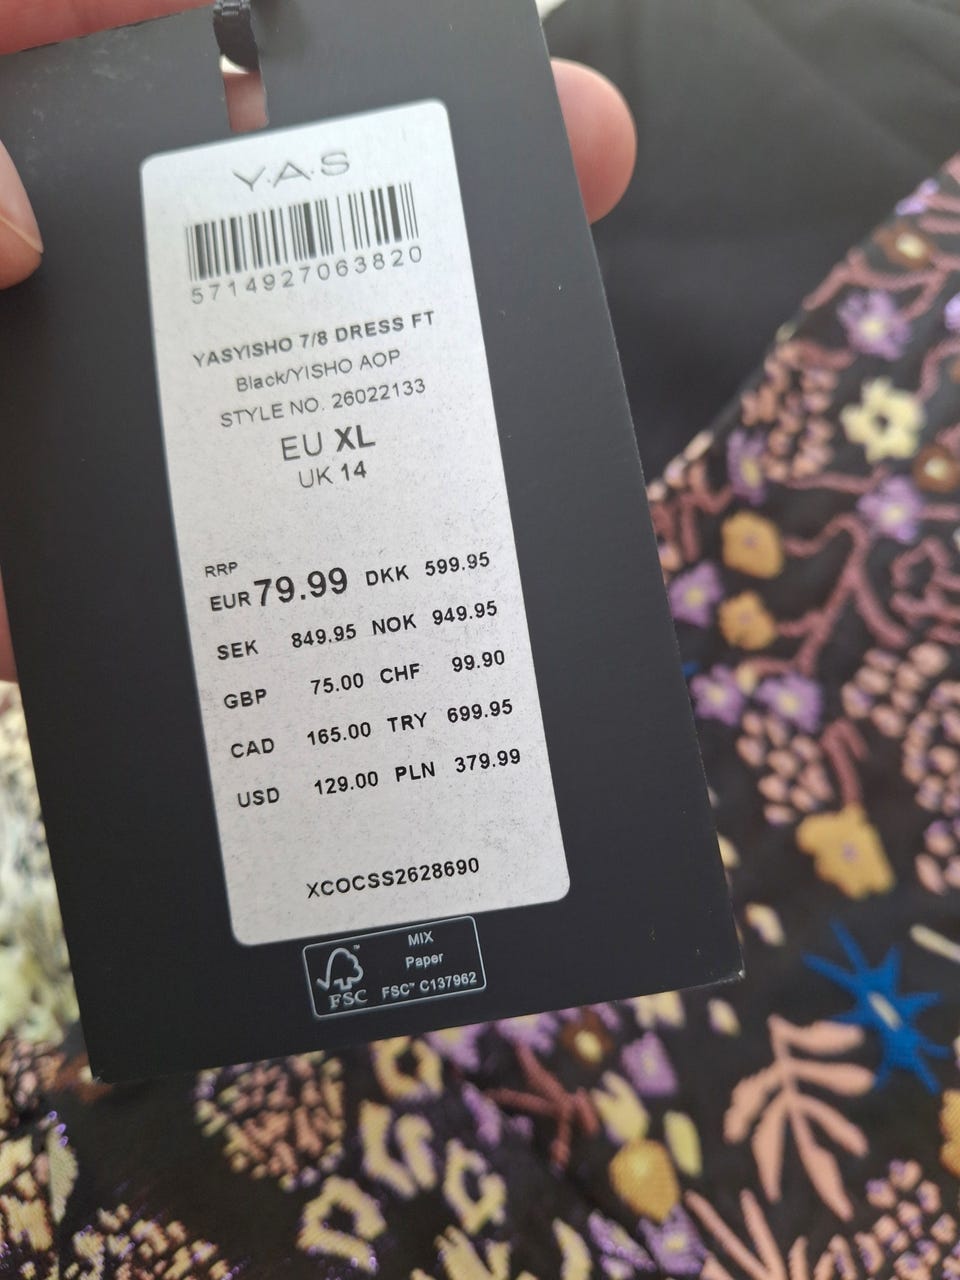 Y.A.S
5714927063820
YASYISHO 7/8 DRESS FT
Black/YISHO AOP
STYLE NO. 26022133
EU XL
UK 14
RRP
EUR 79.99 DKK 599.95
SEK 849.95 NOK 949.95
GBP 75.00 CHF 99.90
CAD 165.00 TRY 699.95
USD 129.00 PLN 379.99
XCOCSS2628690
MIX
Paper
FSC™ C137962
FSC™